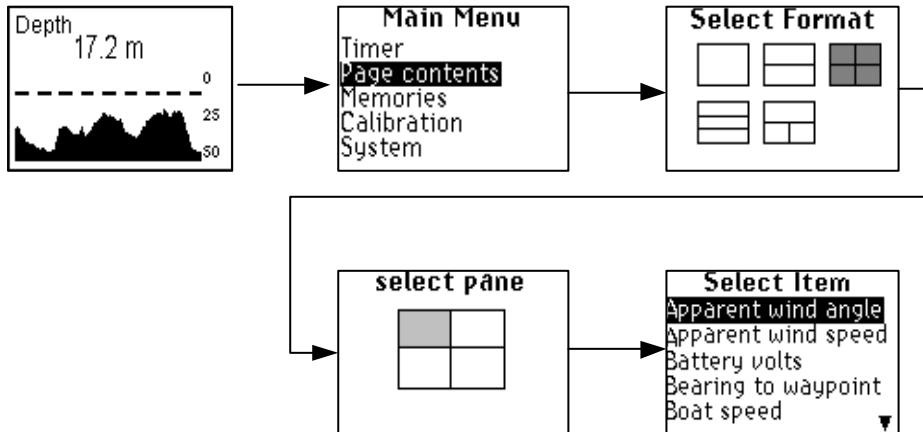 Depth
17.2 m
0
25
50
Main Menu
Timer
Page contents
Memories
Calibration
System
Select Format
select pane
Select Item
Apparent wind angle
Apparent wind speed
Battery volts
Bearing to waypoint
Boat speed